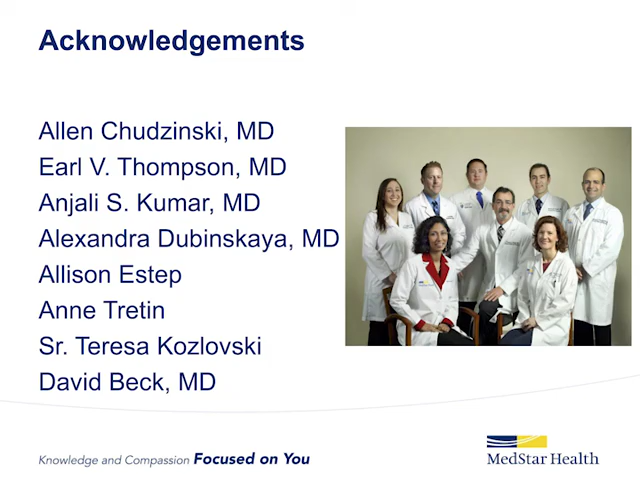 Acknowledgements
Allen Chudzinski, MD
Earl V. Thompson, MD
Anjali S. Kumar, MD
Alexandra Dubinskaya, MD
Allison Estep
Anne Tretin
Sr. Teresa Kozlovski
David Beck, MD
Knowledge and Compassion Focused on You
MedStar Health